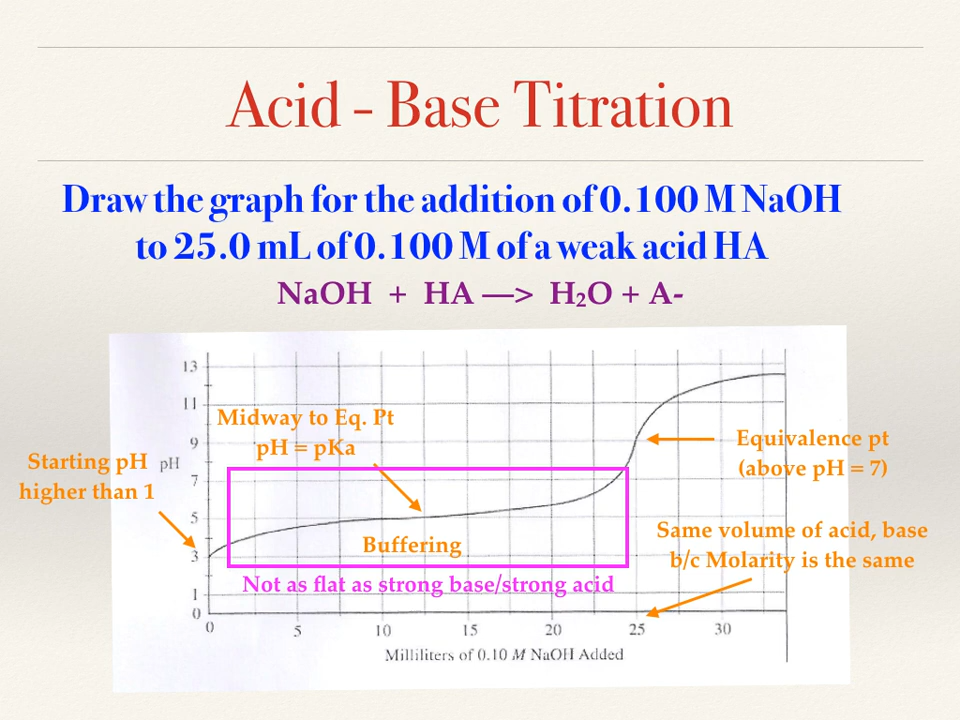 Acid - Base Titration
Draw the graph for the addition of 0.100 M NaOH
to 25.0 mL of 0.100 M of a weak acid HA
NaOH + HA —> H₂O + A-
13
11
9
7
5
3
1
0
pH
Midway to Eq. Pt
pH = pKa
Starting pH
higher than 1
Equivalence pt
(above pH = 7)
Same volume of acid, base
b/c Molarity is the same
Buffering
Not as flat as strong base/strong acid
0 5 10 15 20 25 30
Milliliters of 0.10 M NaOH Added